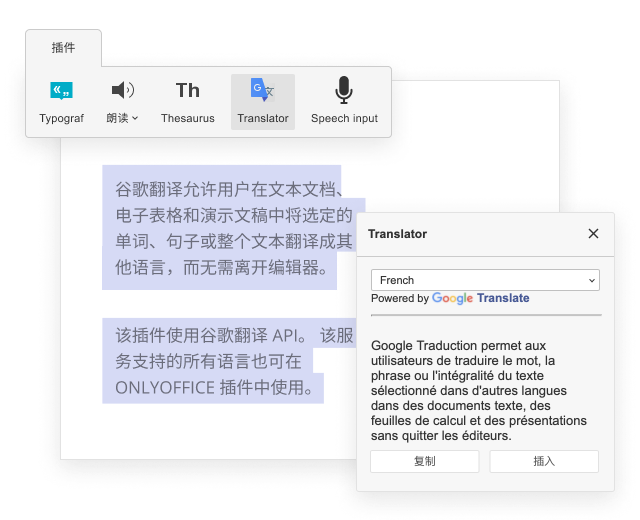 插件
Typograf
朗读
Th
Thesaurus
G 文
Translator
Speech input
谷歌翻译允许用户在文本文档、
电子表格和演示文稿中将选定的
单词、句子或整个文本翻译成其
他语言，而无需离开编辑器。
该插件使用谷歌翻译 API。 该服
务支持的所有语言也可在
ONLYOFFICE 插件中使用。
Translator
French
Powered by Google Translate
Google Traduction permet aux
utilisateurs de traduire le mot, la
phrase ou l'intégralité du texte
sélectionné dans d'autres langues
dans des documents texte, des
feuilles de calcul et des présentations
sans quitter les éditeurs.
复制
插入